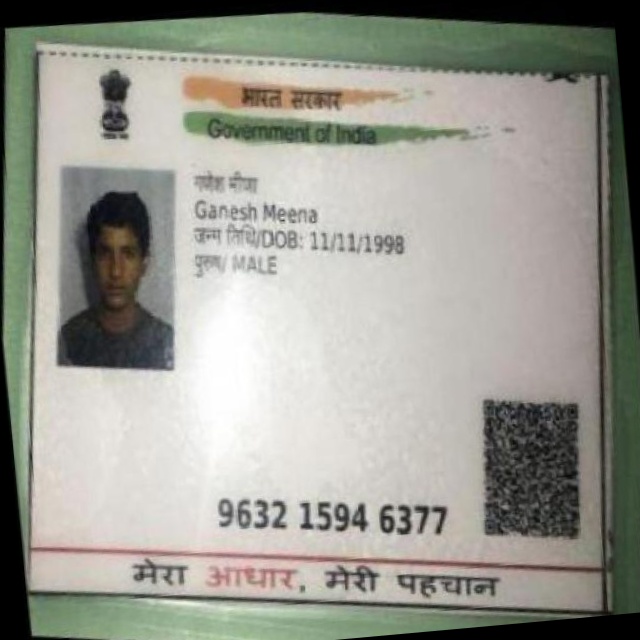 भारत सरकार
Government of India
गणेश मीणा
Ganesh Meena
जन्म तिथि/DOB: 11/11/1998
पुरुष/ MALE
9632 1594 6377
मेरा आधार, मेरी पहचान